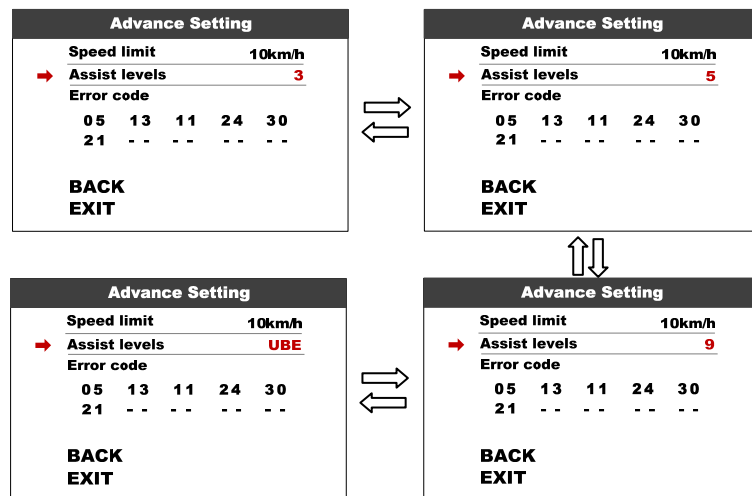 Advance Setting
Speed limit 10km/h
Assist levels 3
Error code
05 13 11 24 30
21 - - - - - - - -
BACK
EXIT
Advance Setting
Speed limit 10km/h
Assist levels 5
Error code
05 13 11 24 30
21 - - - - - - - -
BACK
EXIT
Advance Setting
Speed limit 10km/h
Assist levels UBE
Error code
05 13 11 24 30
21 - - - - - - - -
BACK
EXIT
Advance Setting
Speed limit 10km/h
Assist levels 9
Error code
05 13 11 24 30
21 - - - - - - - -
BACK
EXIT